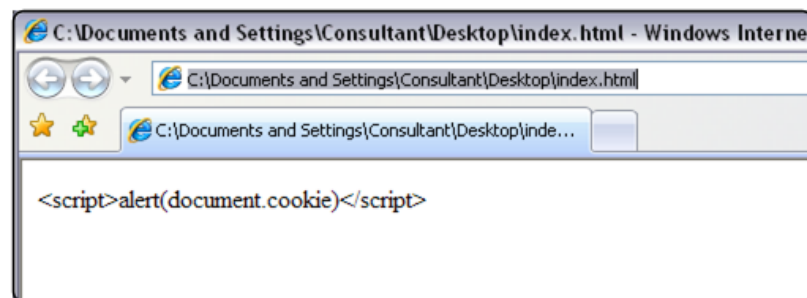 C:\Documents and Settings\Consultant\Desktop\index.html - Windows Interne
C:\Documents and Settings\Consultant\Desktop\index.html
C:\Documents and Settings\Consultant\Desktop\inde...
<script>alert(document.cookie)</script>